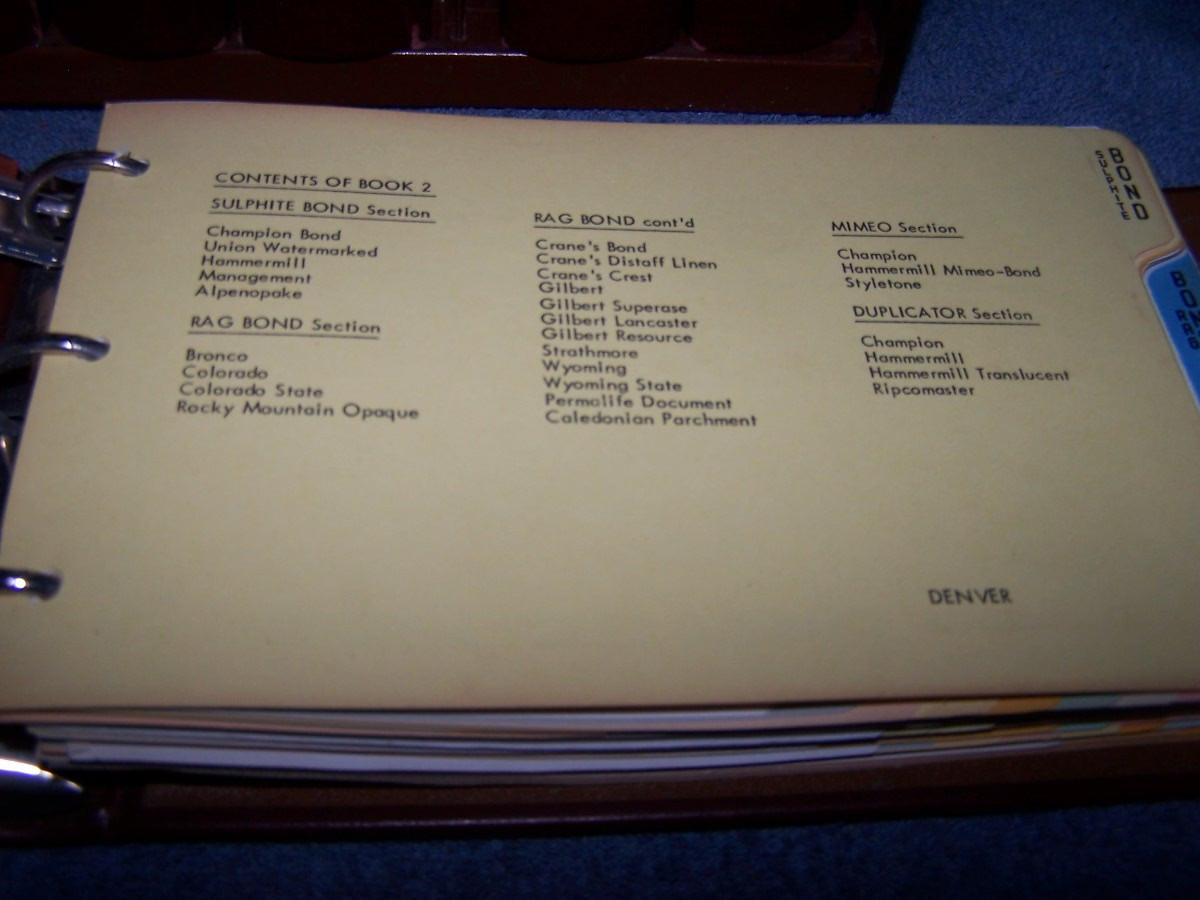 CONTENTS OF BOOK 2
SULPHITE BOND Section
Champion Bond
Union Watermarked
Hammermill
Management
Alpenopake
RAG BOND Section
Bronco
Colorado
Colorado State
Rocky Mountain Opaque
RAG BOND cont'd
Crane's Bond
Crane's Distaff Linen
Crane's Crest
Gilbert
Gilbert Superase
Gilbert Lancaster
Gilbert Resource
Strathmore
Wyoming
Wyoming State
Permalife Document
Caledonian Parchment
MIMEO Section
Champion
Hammermill Mimeo-Bond
Styletone
DUPLICATOR Section
Champion
Hammermill
Hammermill Translucent
Ripcomaster
DENVER
BOND
SULPHITE